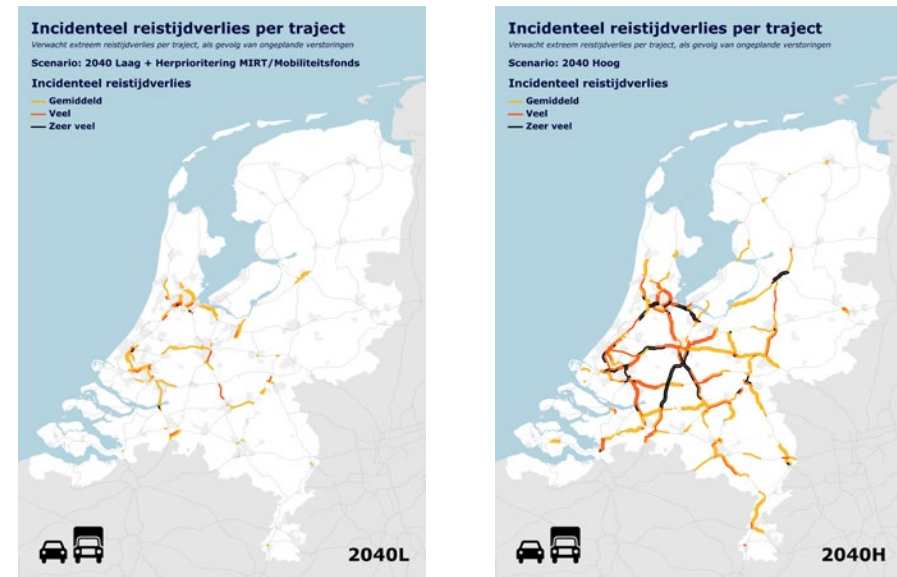 Incidenteel reistijdverlies per traject
Verwacht extreem reistijdverlies per traject, als gevolg van ongeplande verstoringen
Scenario: 2040 Laag + Herprioritering MIRT/Mobiliteitsfonds
Incidenteel reistijdverlies
Gemiddeld
Veel
Zeer veel
2040L
Incidenteel reistijdverlies per traject
Verwacht extreem reistijdverlies per traject, als gevolg van ongeplande verstoringen
Scenario: 2040 Hoog
Incidenteel reistijdverlies
Gemiddeld
Veel
Zeer veel
2040H